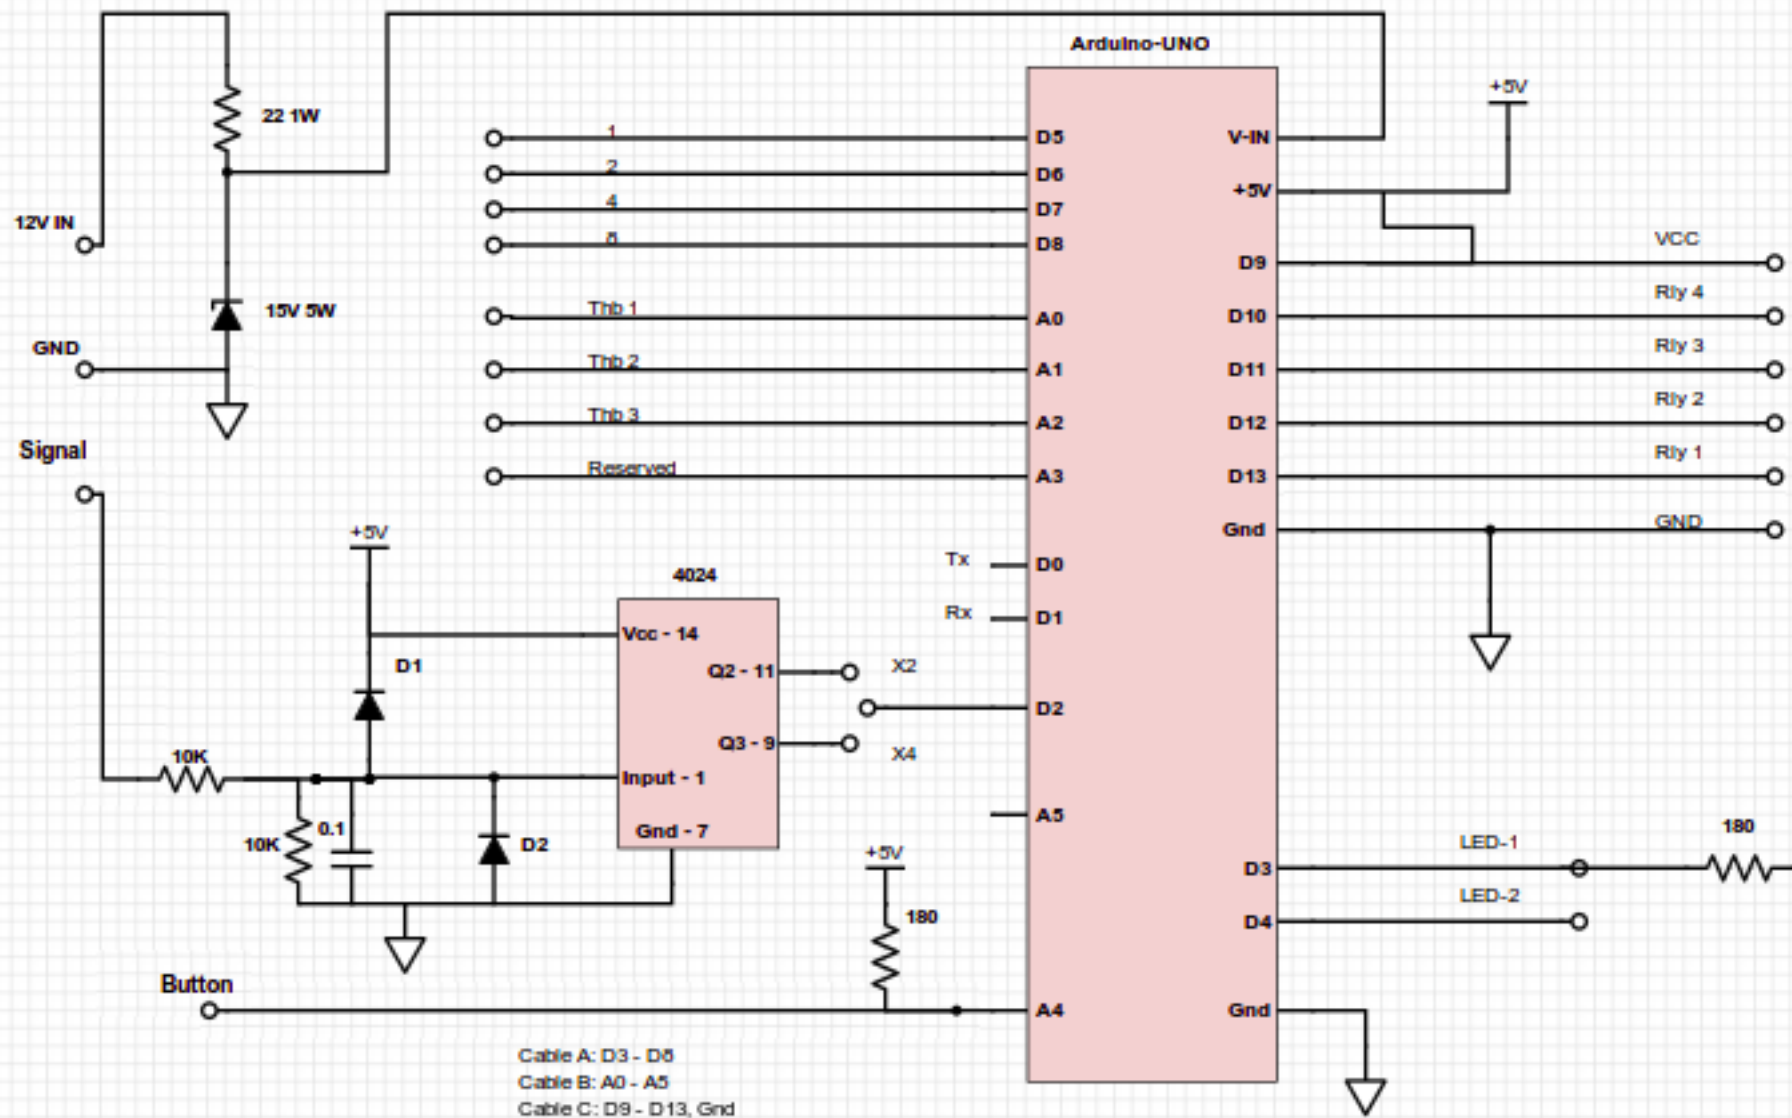 Arduino-UNO
+5V
22 1W
1
D5
V-IN
2
D6
+5V
4
D7
12V IN
8
D8
VCC
D9
Rly 4
15V 5W
Thb 1
A0
D10
GND
Rly 3
Thb 2
A1
D11
Rly 2
Thb 3
A2
D12
Signal
Rly 1
Reserved
A3
D13
GND
+5V
Gnd
Tx
D0
4024
Rx
D1
Vcc - 14
D1
Q2 - 11
X2
D2
Q3 - 9
X4
10K
Input - 1
A5
0.1
Gnd - 7
180
10K
D2
LED-1
+5V
D3
LED-2
180
D4
Button
A4
Gnd
Cable A: D3 - D8
Cable B: A0 - A5
Cable C: D9 - D13, Gnd